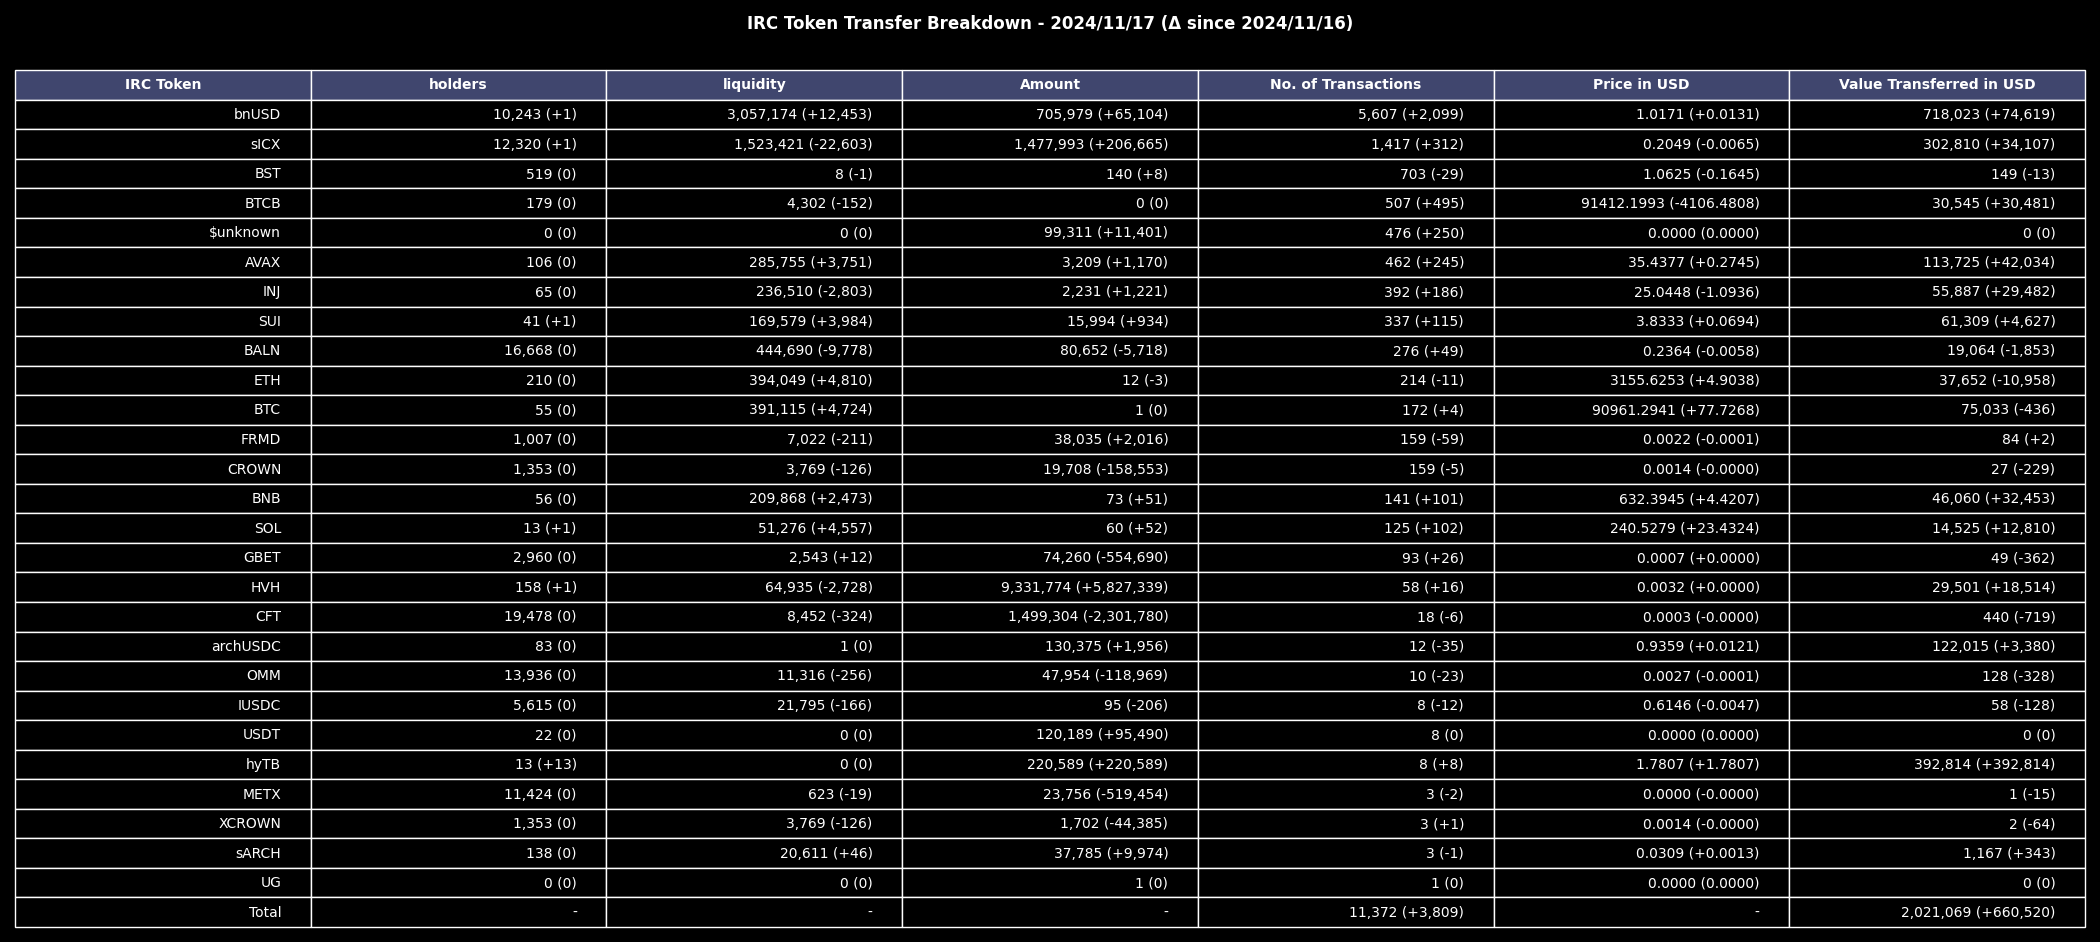 IRC Token Transfer Breakdown - 2024/11/17 (Δ since 2024/11/16)
IRC Token holders liquidity Amount No. of Transactions Price in USD Value Transferred in USD
bnUSD 10,243 (+1) 3,057,174 (+12,453) 705,979 (+65,104) 5,607 (+2,099) 1.0171 (+0.0131) 718,023 (+74,619)
sICX 12,320 (+1) 1,523,421 (-22,603) 1,477,993 (+206,665) 1,417 (+312) 0.2049 (-0.0065) 302,810 (+34,107)
BST 519 (0) 8 (-1) 140 (+8) 703 (-29) 1.0625 (-0.1645) 149 (-13)
BTCB 179 (0) 4,302 (-152) 0 (0) 507 (+495) 91412.1993 (-4106.4808) 30,545 (+30,481)
$unknown 0 (0) 0 (0) 99,311 (+11,401) 476 (+250) 0.0000 (0.0000) 0 (0)
AVAX 106 (0) 285,755 (+3,751) 3,209 (+1,170) 462 (+245) 35.4377 (+0.2745) 113,725 (+42,034)
INJ 65 (0) 236,510 (-2,803) 2,231 (+1,221) 392 (+186) 25.0448 (-1.0936) 55,887 (+29,482)
SUI 41 (+1) 169,579 (+3,984) 15,994 (+934) 337 (+115) 3.8333 (+0.0694) 61,309 (+4,627)
BALN 16,668 (0) 444,690 (-9,778) 80,652 (-5,718) 276 (+49) 0.2364 (-0.0058) 19,064 (-1,853)
ETH 210 (0) 394,049 (+4,810) 12 (-3) 214 (-11) 3155.6253 (+4.9038) 37,652 (-10,958)
BTC 55 (0) 391,115 (+4,724) 1 (0) 172 (+4) 90961.2941 (+77.7268) 75,033 (-436)
FRMD 1,007 (0) 7,022 (-211) 38,035 (+2,016) 159 (-59) 0.0022 (-0.0001) 84 (+2)
CROWN 1,353 (0) 3,769 (-126) 19,708 (-158,553) 159 (-5) 0.0014 (-0.0000) 27 (-229)
BNB 56 (0) 209,868 (+2,473) 73 (+51) 141 (+101) 632.3945 (+4.4207) 46,060 (+32,453)
SOL 13 (+1) 51,276 (+4,557) 60 (+52) 125 (+102) 240.5279 (+23.4324) 14,525 (+12,810)
GBET 2,960 (0) 2,543 (+12) 74,260 (-554,690) 93 (+26) 0.0007 (+0.0000) 49 (-362)
HVH 158 (+1) 64,935 (-2,728) 9,331,774 (+5,827,339) 58 (+16) 0.0032 (+0.0000) 29,501 (+18,514)
CFT 19,478 (0) 8,452 (-324) 1,499,304 (-2,301,780) 18 (-6) 0.0003 (-0.0000) 440 (-719)
archUSDC 83 (0) 1 (0) 130,375 (+1,956) 12 (-35) 0.9359 (+0.0121) 122,015 (+3,380)
OMM 13,936 (0) 11,316 (-256) 47,954 (-118,969) 10 (-23) 0.0027 (-0.0001) 128 (-328)
IUSDC 5,615 (0) 21,795 (-166) 95 (-206) 8 (-12) 0.6146 (-0.0047) 58 (-128)
USDT 22 (0) 0 (0) 120,189 (+95,490) 8 (0) 0.0000 (0.0000) 0 (0)
hyTB 13 (+13) 0 (0) 220,589 (+220,589) 8 (+8) 1.7807 (+1.7807) 392,814 (+392,814)
METX 11,424 (0) 623 (-19) 23,756 (-519,454) 3 (-2) 0.0000 (-0.0000) 1 (-15)
XCROWN 1,353 (0) 3,769 (-126) 1,702 (-44,385) 3 (+1) 0.0014 (-0.0000) 2 (-64)
sARCH 138 (0) 20,611 (+46) 37,785 (+9,974) 3 (-1) 0.0309 (+0.0013) 1,167 (+343)
UG 0 (0) 0 (0) 1 (0) 1 (0) 0.0000 (0.0000) 0 (0)
Total - - - 11,372 (+3,809) - 2,021,069 (+660,520)